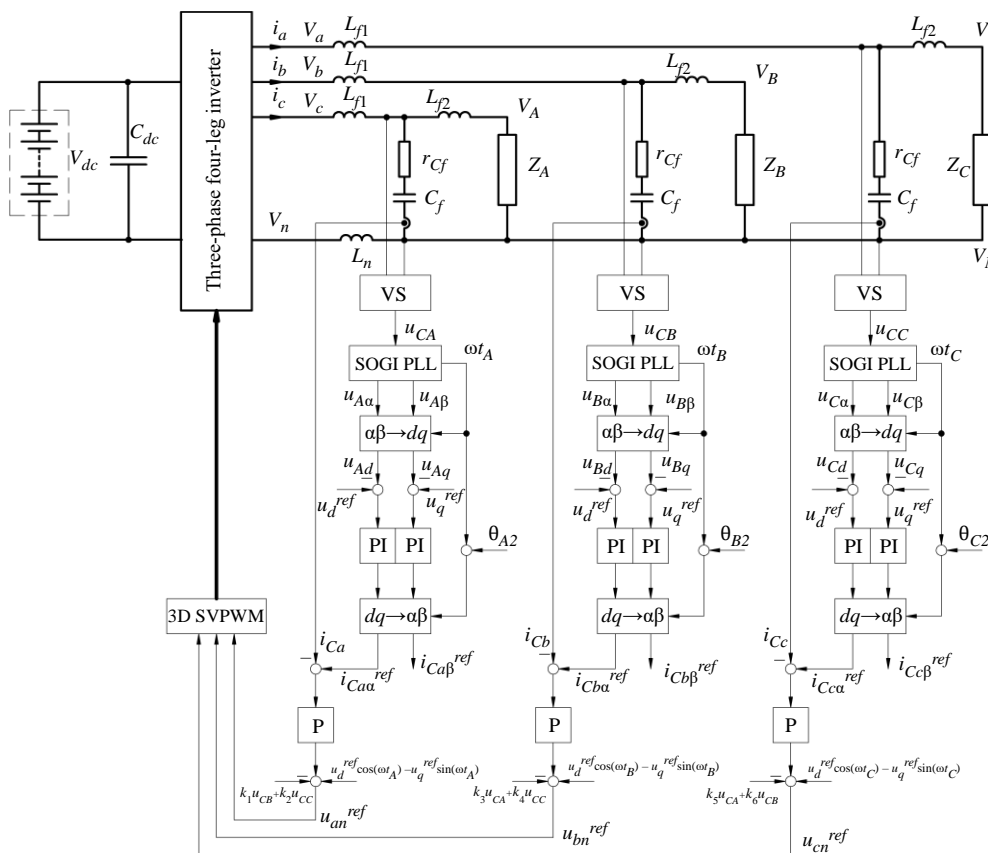 i_a V_a L_f1 L_f2 V
i_b V_b L_f1 L_f2 V_B
i_c V_c L_f1 L_f2 V_A
C_dc
V_dc
Three-phase four-leg inverter
r_Cf Z_A r_Cf Z_B r_Cf Z_C
C_f C_f C_f
V_n L_n
VS VS VS
u_CA u_CB u_CC
SOGI PLL ωt_A SOGI PLL ωt_B SOGI PLL ωt_C
u_Aα u_Aβ u_Bα u_Bβ u_Cα u_Cβ
αβ→dq αβ→dq αβ→dq
u_Ad u_Aq u_Bd u_Bq u_Cd u_Cq
− − − − − −
u_d^ref u_q^ref u_d^ref u_q^ref u_d^ref u_q^ref
PI PI θ_A2 PI PI θ_B2 PI PI θ_C2
dq→αβ dq→αβ dq→αβ
3D SVPWM
i_Ca i_Cb i_Cc
− − −
i_Caα^ref i_Caβ^ref i_Cbα^ref i_Cbβ^ref i_Ccα^ref i_Ccβ^ref
P P P
− − −
u_d^ref cos(ωt_A) − u_q^ref sin(ωt_A) u_d^ref cos(ωt_B) − u_q^ref sin(ωt_B) u_d^ref cos(ωt_C) − u_q^ref sin(ωt_C)
k_1u_CB+k_2u_CC k_3u_CA+k_4u_CC k_5u_CA+k_6u_CB
u_an^ref u_bn^ref u_cn^ref